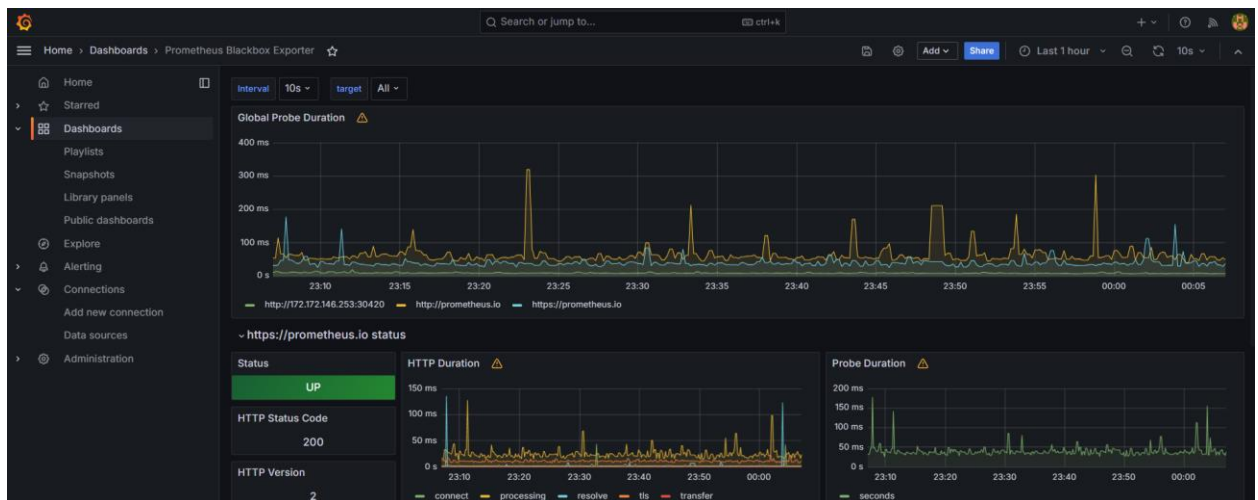 Search or jump to...
ctrl+k
Home › Dashboards › Prometheus Blackbox Exporter
Add
Share
Last 1 hour
10s
Home
Starred
Dashboards
Playlists
Snapshots
Library panels
Public dashboards
Explore
Alerting
Connections
Add new connection
Data sources
Administration
Interval 10s target All
Global Probe Duration
400 ms
300 ms
200 ms
100 ms
0 s
23:10 23:15 23:20 23:25 23:30 23:35 23:40 23:45 23:50 23:55 00:00 00:05
http://172.172.146.253:30420 http://prometheus.io https://prometheus.io
https://prometheus.io status
Status
UP
HTTP Status Code
200
HTTP Version
2
HTTP Duration
150 ms
100 ms
50 ms
0 s
23:10 23:20 23:30 23:40 23:50 00:00
connect processing resolve tls transfer
Probe Duration
200 ms
150 ms
100 ms
50 ms
0 s
23:10 23:20 23:30 23:40 23:50 00:00
seconds